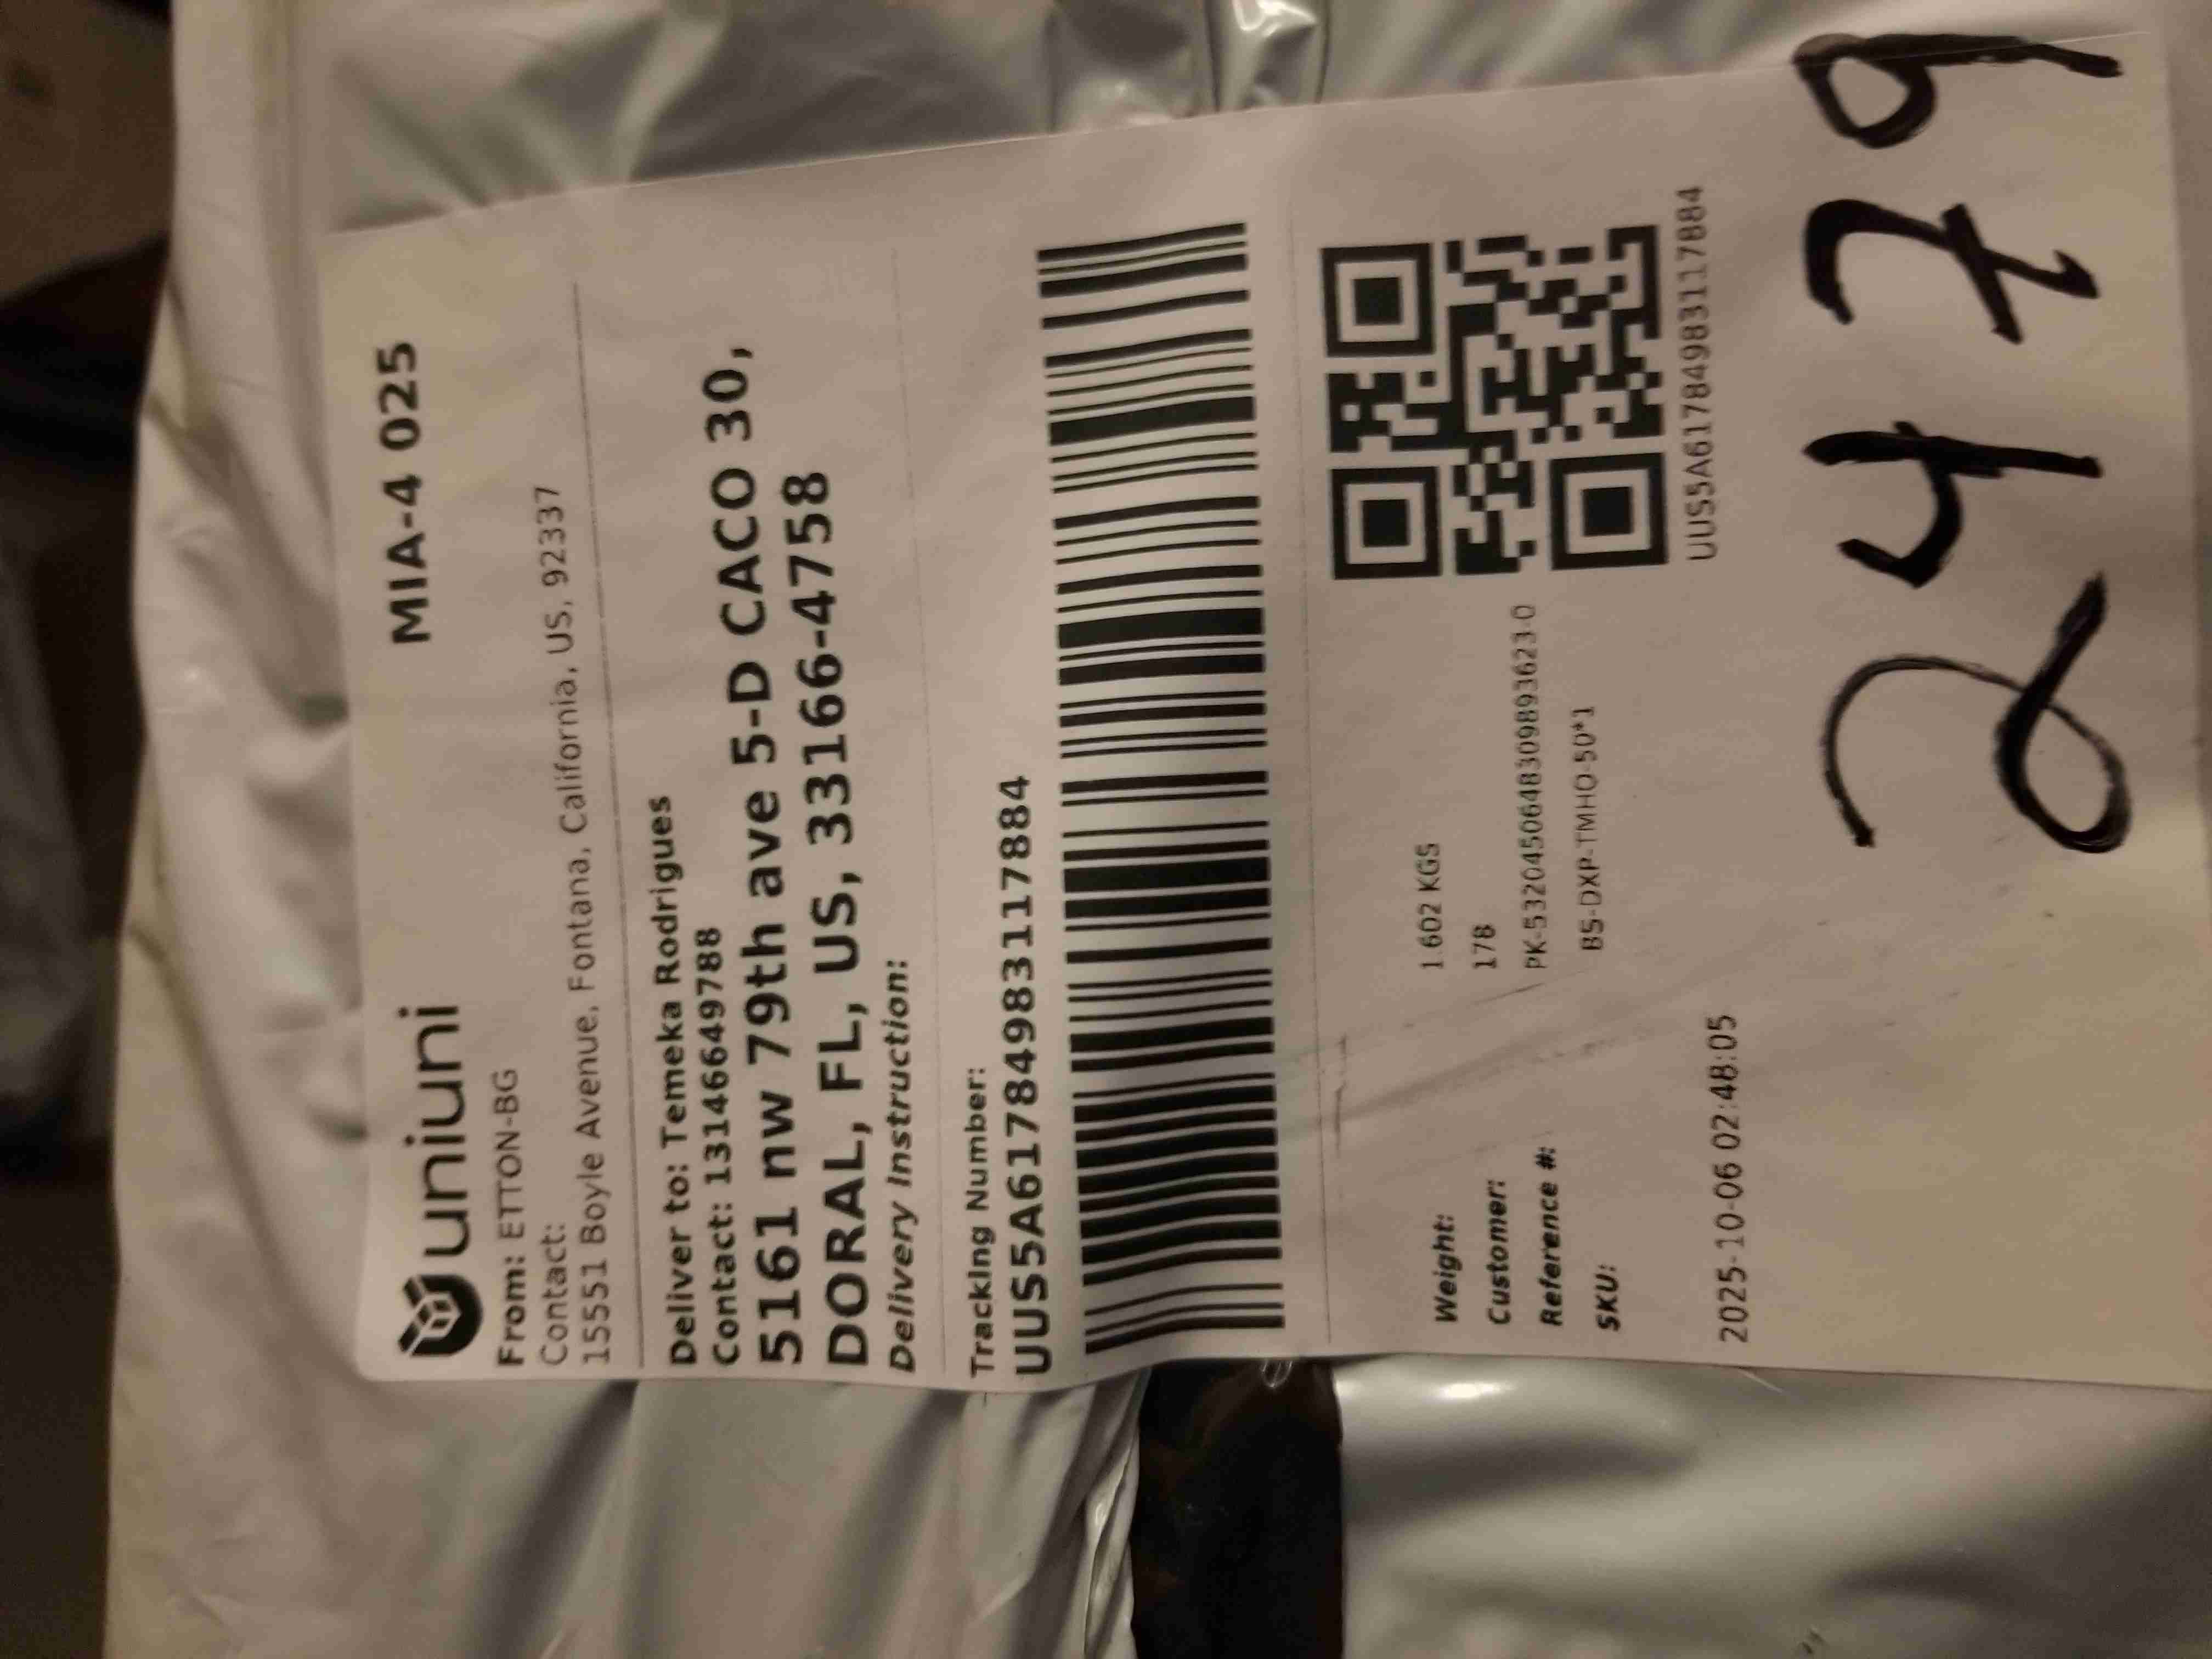 uniuni
MIA-4 025
From: ETTON-BG
Contact:
15551 Boyle Avenue, Fontana, California, US, 92337
Deliver to: Temeka Rodrigues
Contact: 13146649788
5161 nw 79th ave 5-D CACO 30,
DORAL, FL, US, 33166-4758
Delivery Instruction:
Tracking Number:
UUS5A61784983117884
Weight: 1.602 KGS
Customer: 178
Reference #: PK-5320450648309893623-0
SKU: B5-DXP-TMHO-50*1
UUS5A61784983117884
2025-10-06 02:48:05
2479